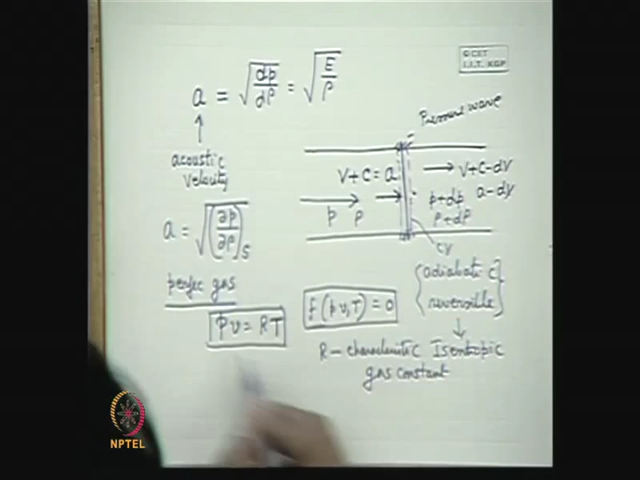 © CET
I.I.T. KGP
a = √(dp/dρ) = √(E/ρ)
Pressure wave
acoustic
velocity
V+C = a
V+C-dV
a-dV
p ρ
p+dp
ρ+dρ
CV
a = √(∂p/∂ρ)s
{adiabatic C}
{reversible}
perfec gas
f(p v, T) = 0
pv = RT
R - characteristic
gas constant
Isentropic
NPTEL